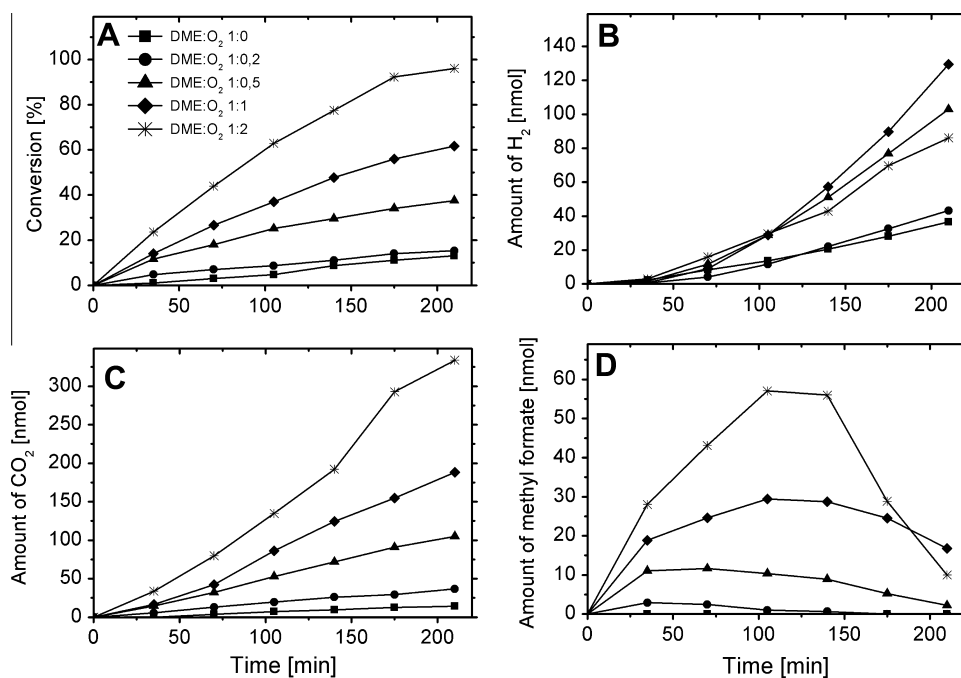 A
DME:O2 1:0
DME:O2 1:0,2
DME:O2 1:0,5
DME:O2 1:1
DME:O2 1:2
Conversion [%]
100
80
60
40
20
0
0 50 100 150 200
B
Amount of H2 [nmol]
140
120
100
80
60
40
20
0
0 50 100 150 200
C
Amount of CO2 [nmol]
300
250
200
150
100
50
0
0 50 100 150 200
Time [min]
D
Amount of methyl formate [nmol]
60
50
40
30
20
10
0
0 50 100 150 200
Time [min]